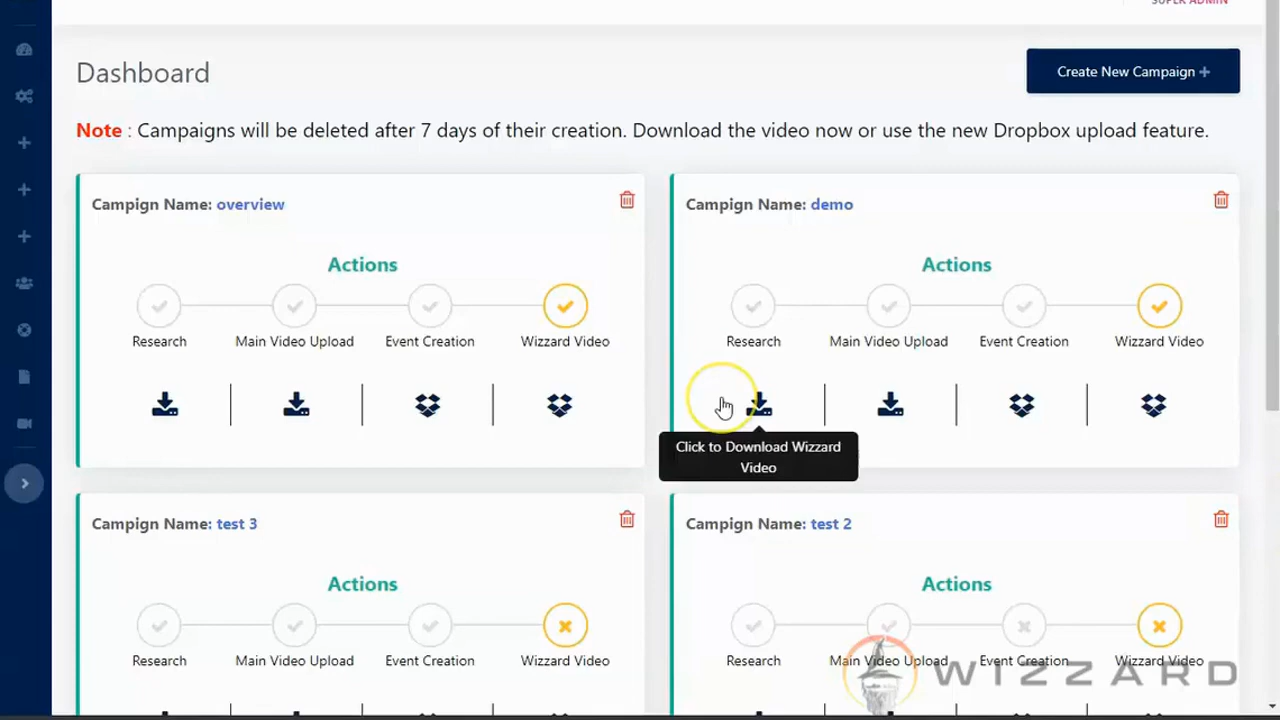 SUPER ADMIN
Dashboard
Create New Campaign +
Note : Campaigns will be deleted after 7 days of their creation. Download the video now or use the new Dropbox upload feature.
Campign Name: overview
Actions
Research
Main Video Upload
Event Creation
Wizzard Video
Campign Name: demo
Actions
Research
Main Video Upload
Event Creation
Wizzard Video
Click to Download Wizzard
Video
Campign Name: test 3
Actions
Research
Main Video Upload
Event Creation
Wizzard Video
Campign Name: test 2
Actions
Research
Main Video Upload
Event Creation
Wizzard Video
WIZZARD